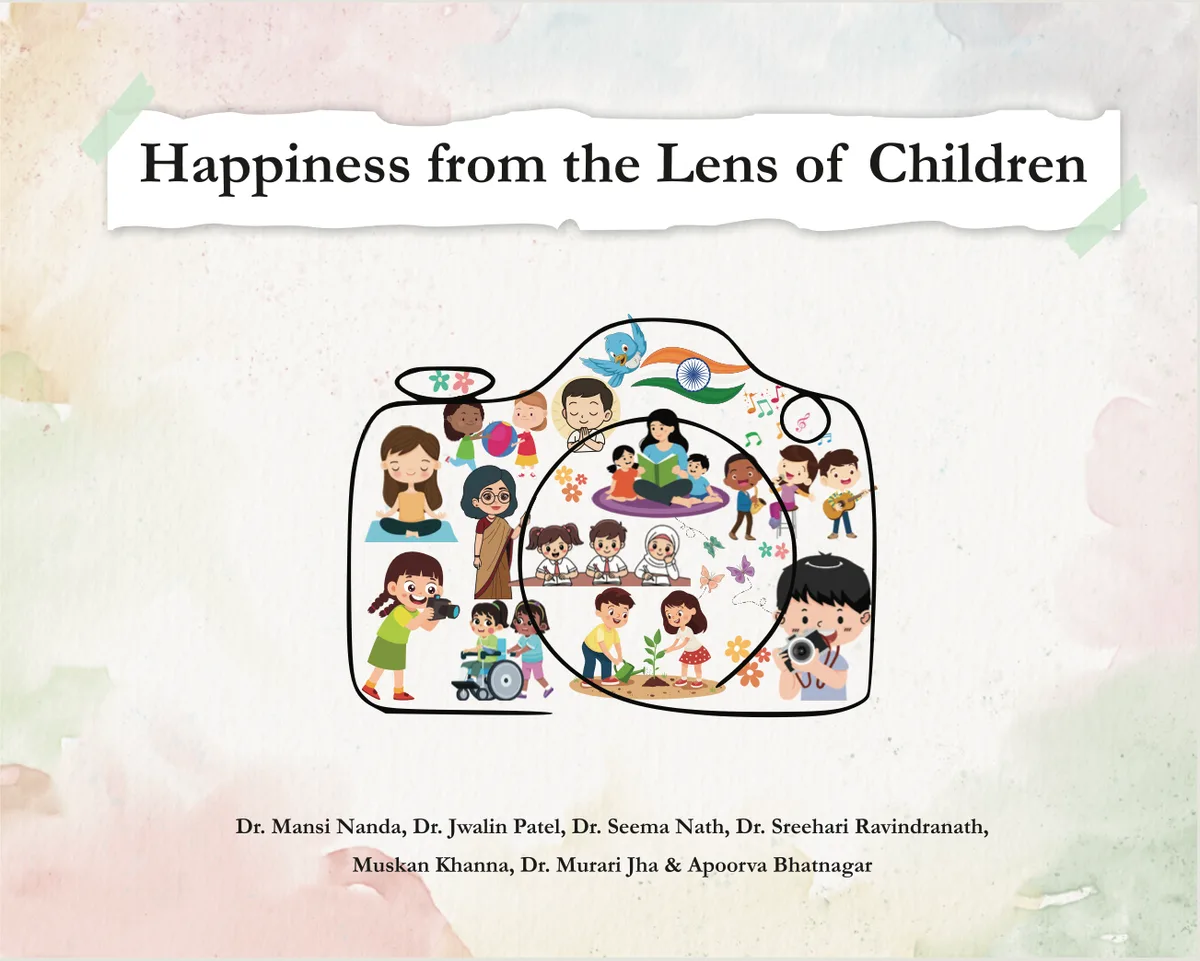 Happiness from the Lens of Children
Dr. Mansi Nanda, Dr. Jwalin Patel, Dr. Seema Nath, Dr. Sreehari Ravindranath,
Muskan Khanna, Dr. Murari Jha & Apoorva Bhatnagar